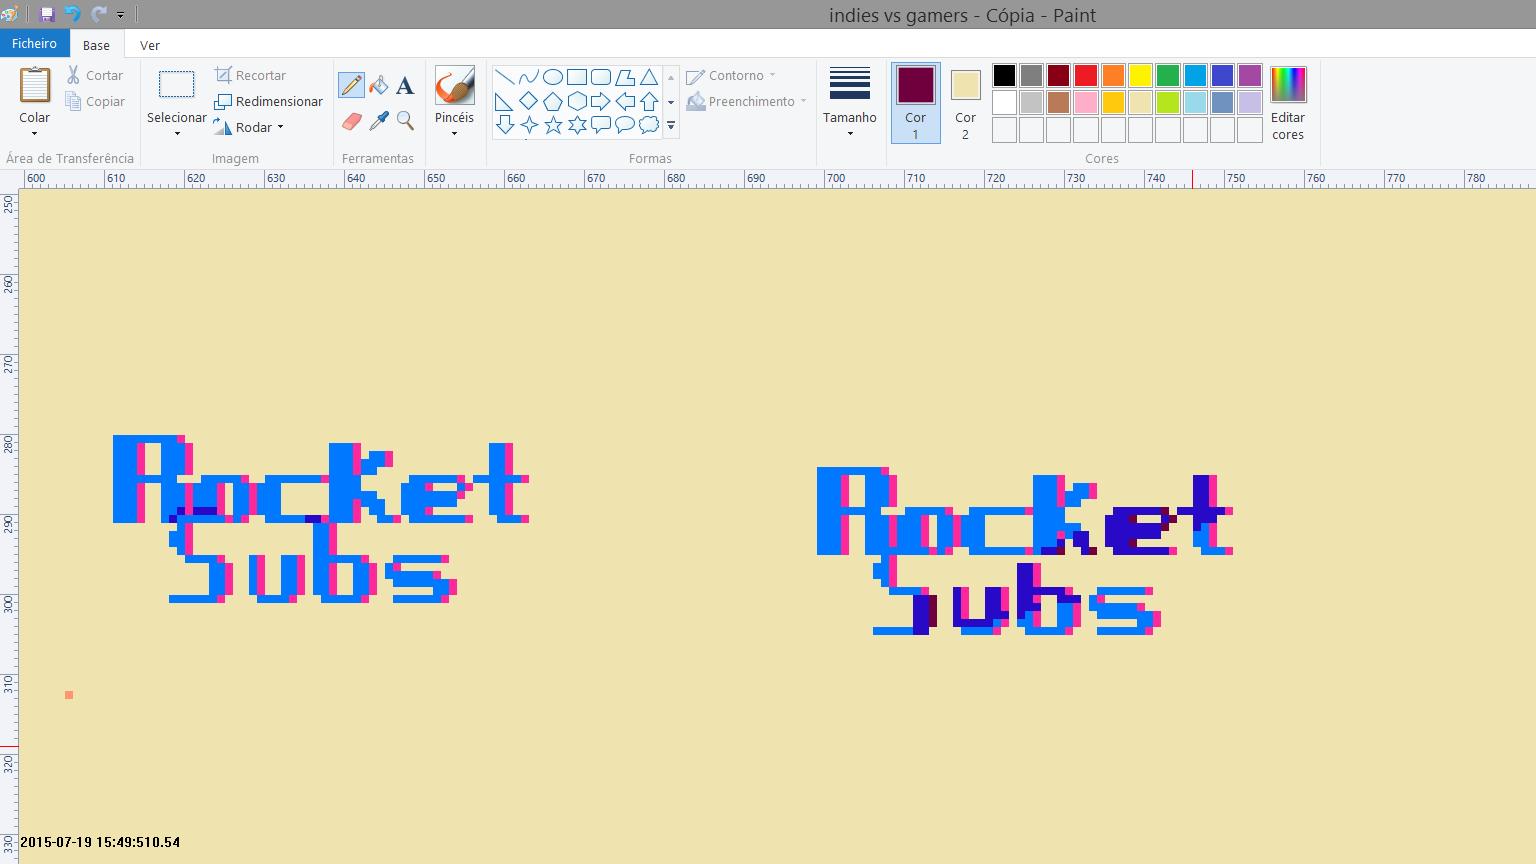 indies vs gamers - Cópia - Paint
Ficheiro Base Ver
Colar
Cortar
Copiar
Área de Transferência
Selecionar
Recortar
Redimensionar
Rodar
Imagem
A
Ferramentas
Pincéis
Contorno
Preenchimento
Formas
Tamanho
Cor
1
Cor
2
Editar
cores
Cores
600 610 620 630 640 650 660 670 680 690 700 710 720 730 740 750 760 770 780
250
260
270
280
290
300
310
320
330
Rocket
Subs
Rocket
Subs
2015-07-19 15:49:510.54